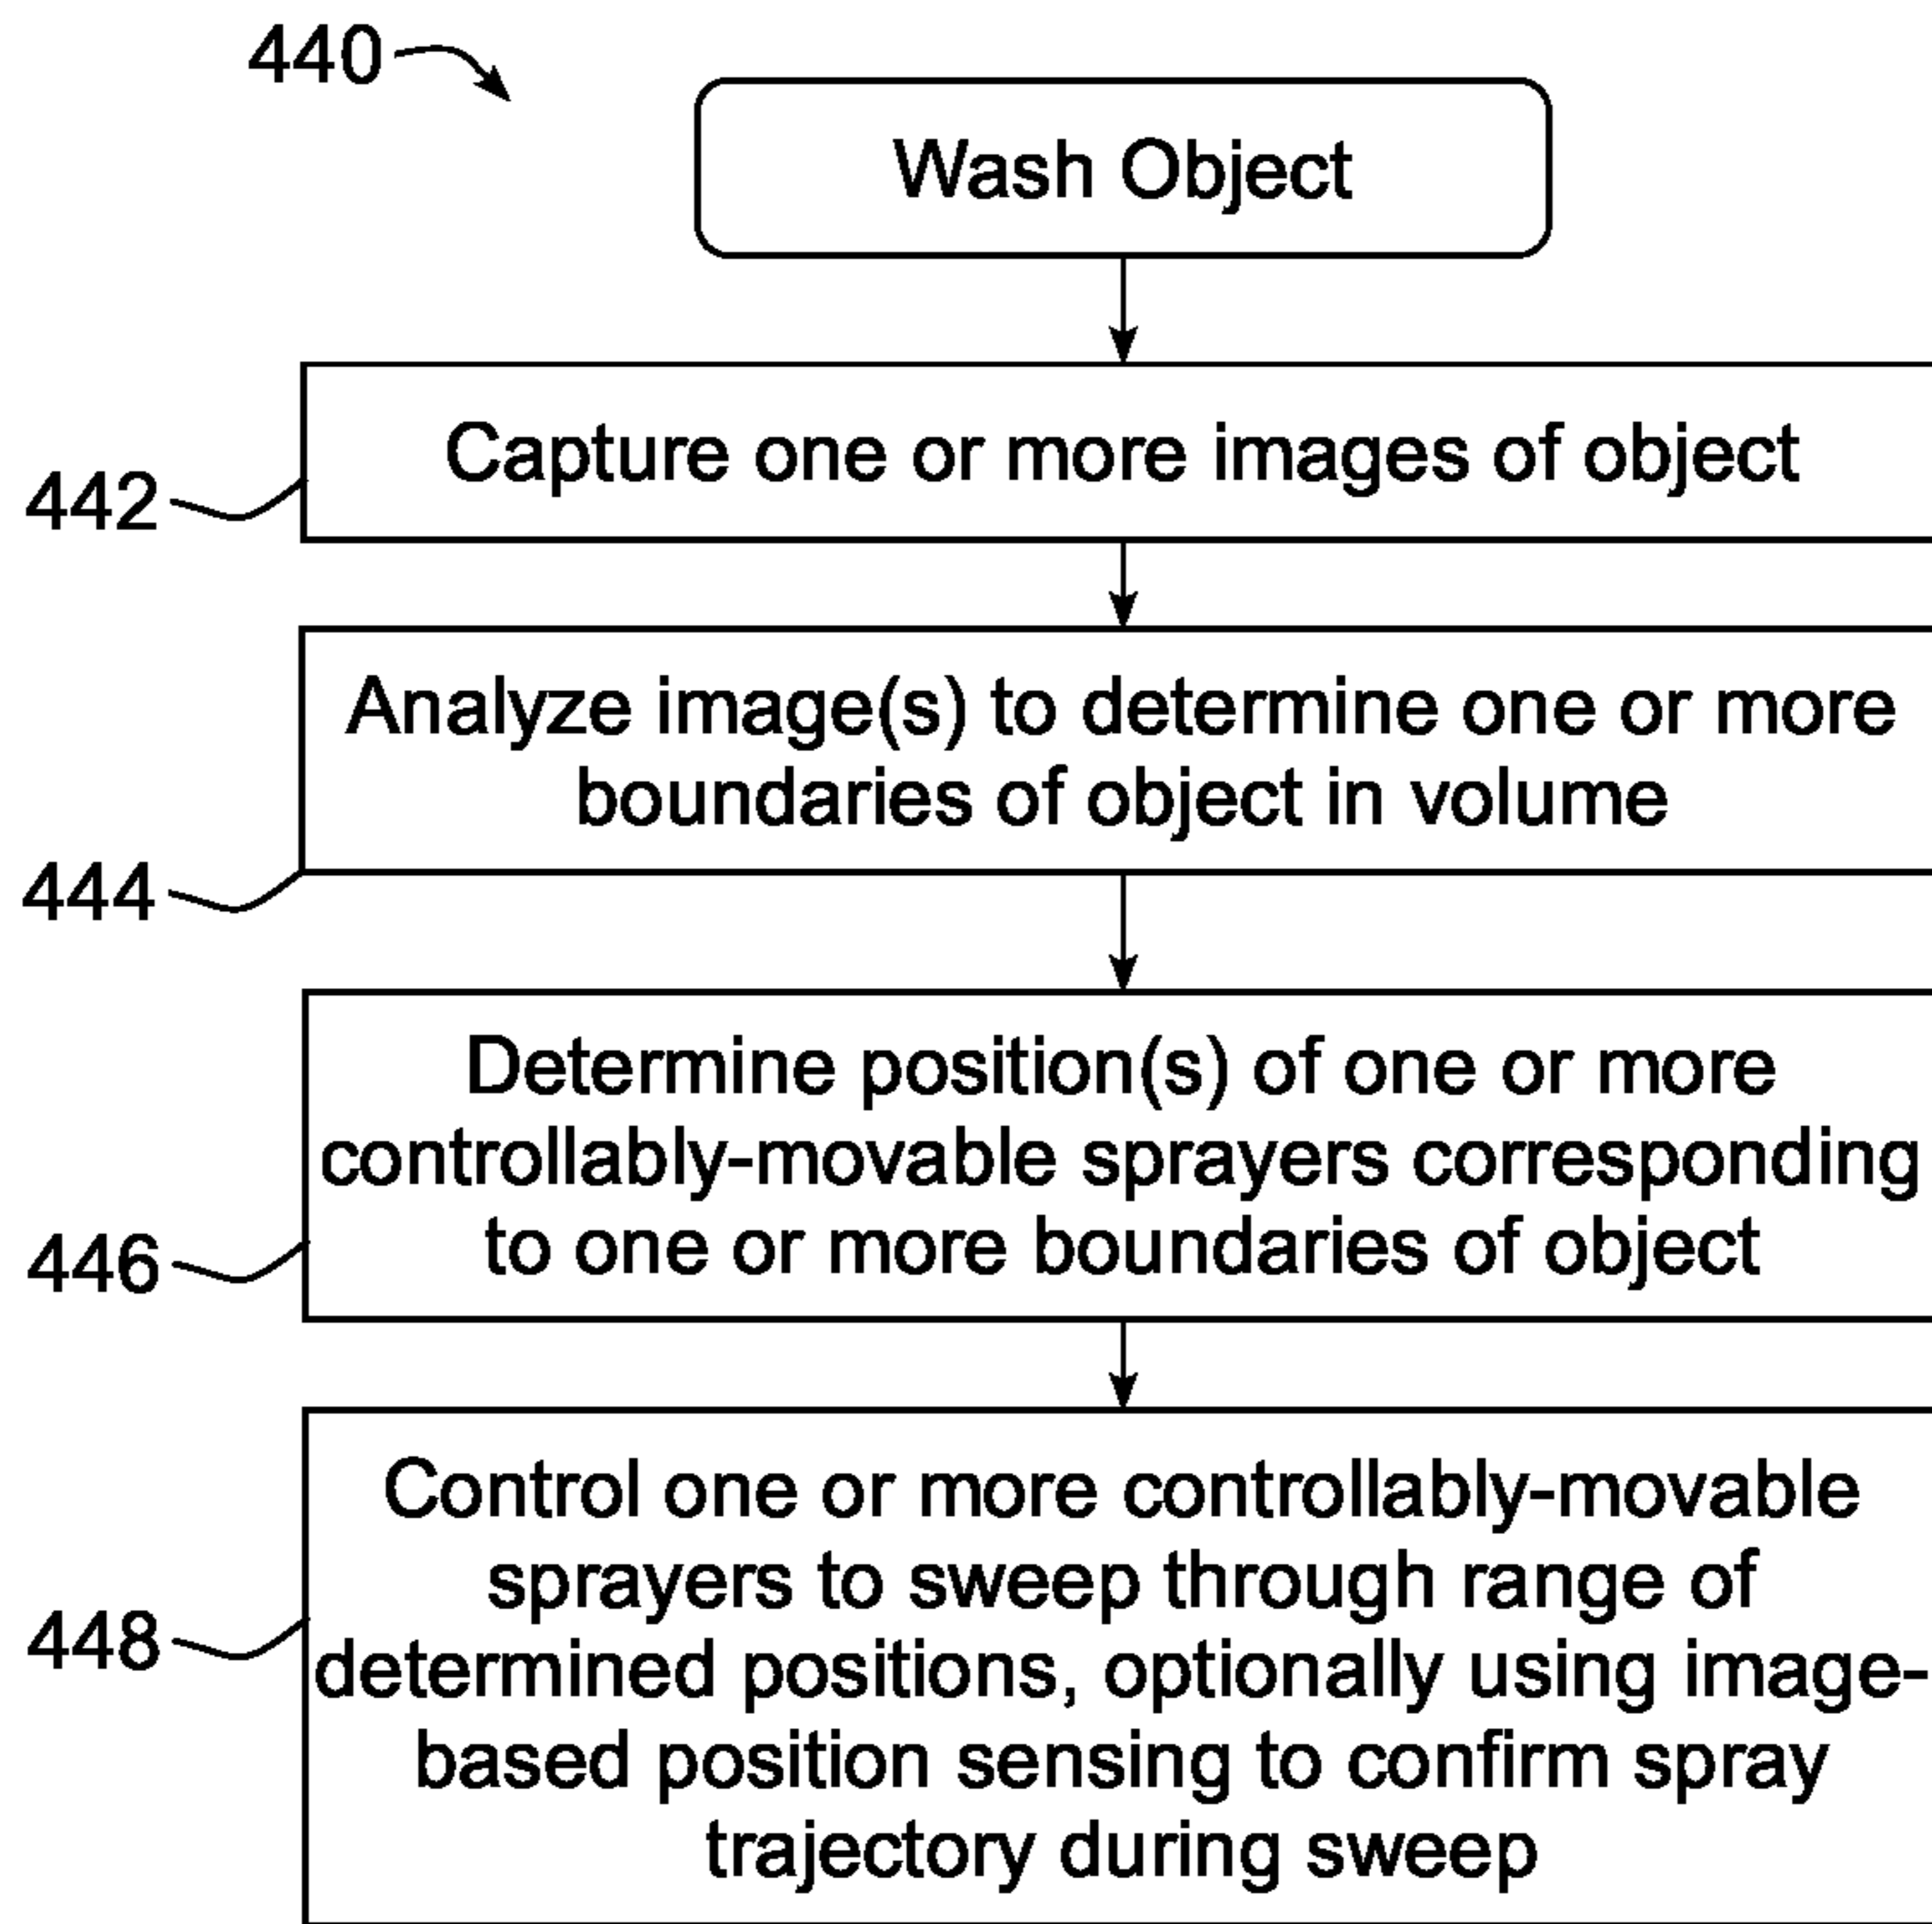 440
Wash Object
Capture one or more images of object
442
Analyze image(s) to determine one or more
boundaries of object in volume
444
Determine position(s) of one or more
controllably-movable sprayers corresponding
to one or more boundaries of object
446
Control one or more controllably-movable
sprayers to sweep through range of
determined positions, optionally using image-
based position sensing to confirm spray
trajectory during sweep
448